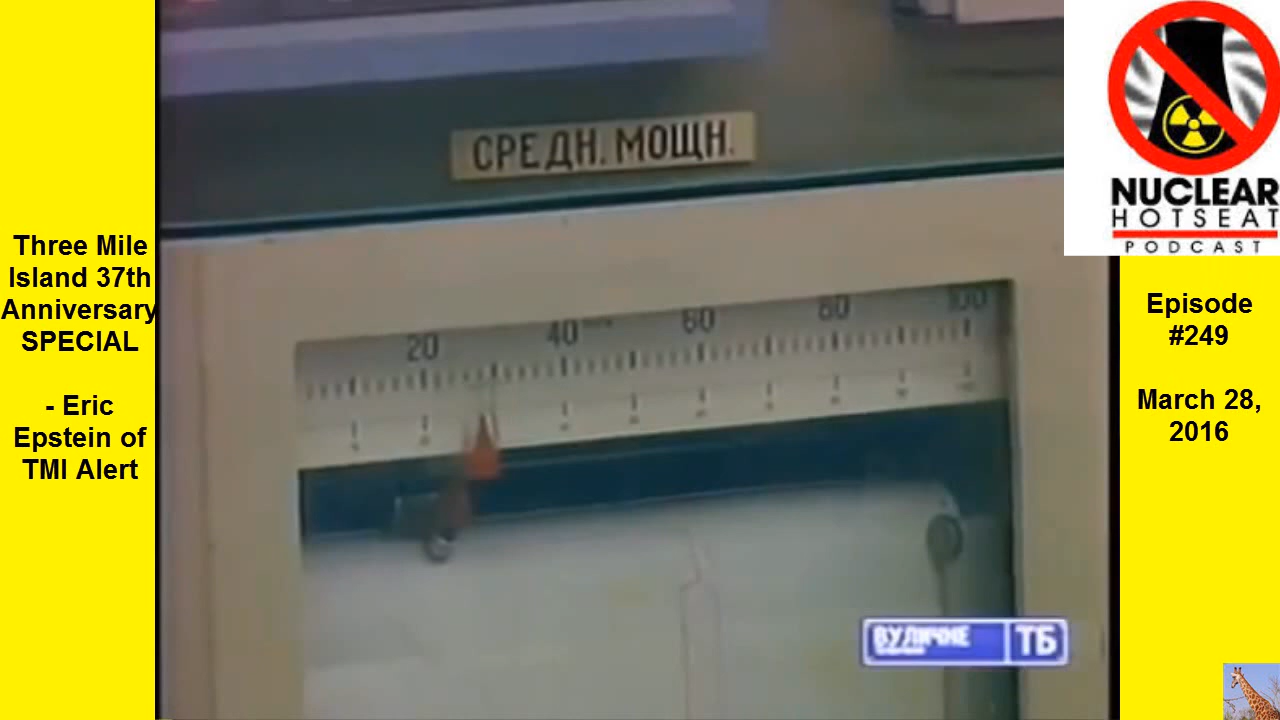 Three Mile
Island 37th
Anniversary
SPECIAL
- Eric
Epstein of
TMI Alert
СРЕДН. МОЩН.
20 40 60 80 100
ВУЛИЧНЕ ТБ
NUCLEAR
HOTSEAT
PODCAST
Episode
#249
March 28,
2016